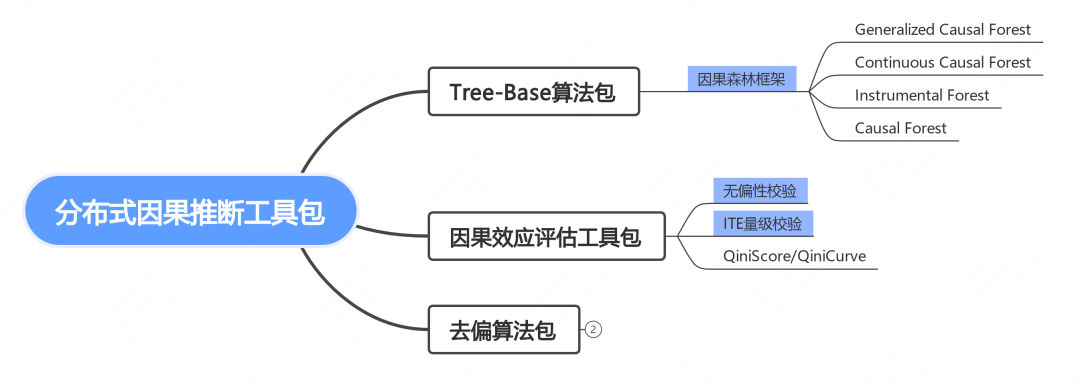 分布式因果推断工具包
Tree-Base算法包
因果森林框架
Generalized Causal Forest
Continuous Causal Forest
Instrumental Forest
Causal Forest
因果效应评估工具包
无偏性校验
ITE量级校验
QiniScore/QiniCurve
去偏算法包
2